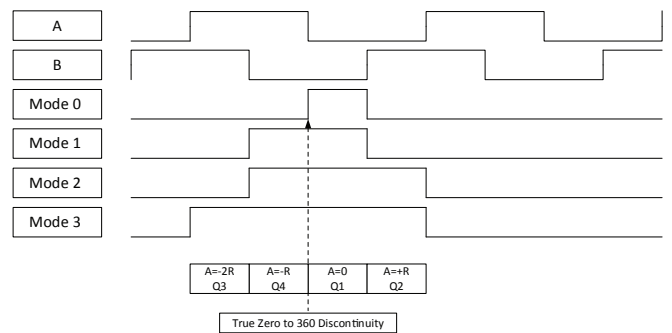 A
B
Mode 0
Mode 1
Mode 2
Mode 3
A=-2R
Q3
A=-R
Q4
A=0
Q1
A=+R
Q2
True Zero to 360 Discontinuity